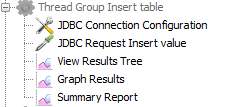 Thread Group Insert table
JDBC Connection Configuration
JDBC Request Insert value
View Results Tree
Graph Results
Summary Report